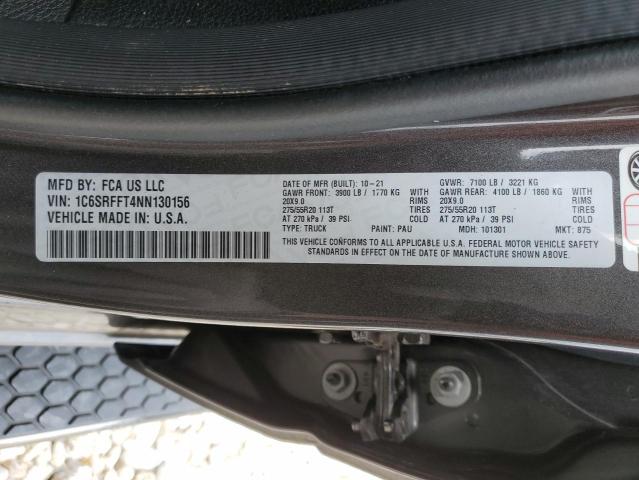 MFD BY: FCA US LLC
VIN: 1C6SRFFT4NN130156
VEHICLE MADE IN: U.S.A.
DATE OF MFR (BUILT): 10-21 GVWR: 7100 LB / 3221 KG
GAWR FRONT: 3900 LB / 1770 KG GAWR REAR: 4100 LB / 1860 KG
20X9.0 RIMS 20X9.0 RIMS
275/55R20 113T TIRES 275/55R20 113T TIRES
AT 270 kPa / 39 PSI COLD AT 270 kPa / 39 PSI COLD
TYPE: TRUCK PAINT: PAU MDH: 101301 MKT: 875
THIS VEHICLE CONFORMS TO ALL APPLICABLE U.S.A. FEDERAL MOTOR VEHICLE SAFETY
STANDARDS IN EFFECT ON THE DATE OF MANUFACTURE SHOWN ABOVE.